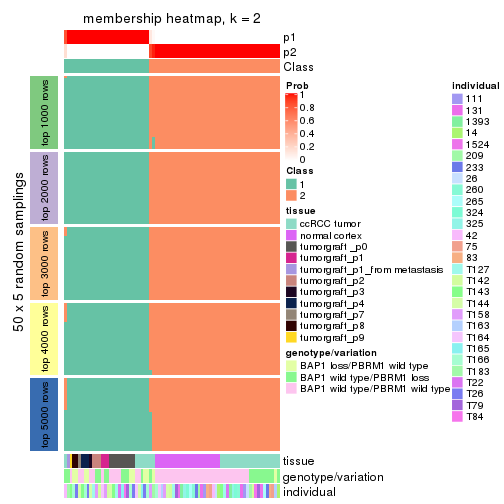 membership heatmap, k = 2
p1
p2
Class
50 x 5 random samplings
top 1000 rows
top 2000 rows
top 3000 rows
top 4000 rows
top 5000 rows
tissue
genotype/variation
individual
Prob
1
0.8
0.6
0.4
0.2
0
Class
1
2
tissue
ccRCC tumor
normal cortex
tumorgraft _p0
tumorgraft_p1
tumorgraft_p1_from metastasis
tumorgraft_p2
tumorgraft_p3
tumorgraft_p4
tumorgraft_p7
tumorgraft_p8
tumorgraft_p9
genotype/variation
BAP1 loss/PBRM1 wild type
BAP1 wild type/PBRM1 loss
BAP1 wild type/PBRM1 wild type
individual
111
131
1393
14
1524
209
233
26
260
265
324
325
42
75
83
T127
T142
T143
T144
T158
T163
T164
T165
T166
T183
T22
T26
T79
T84